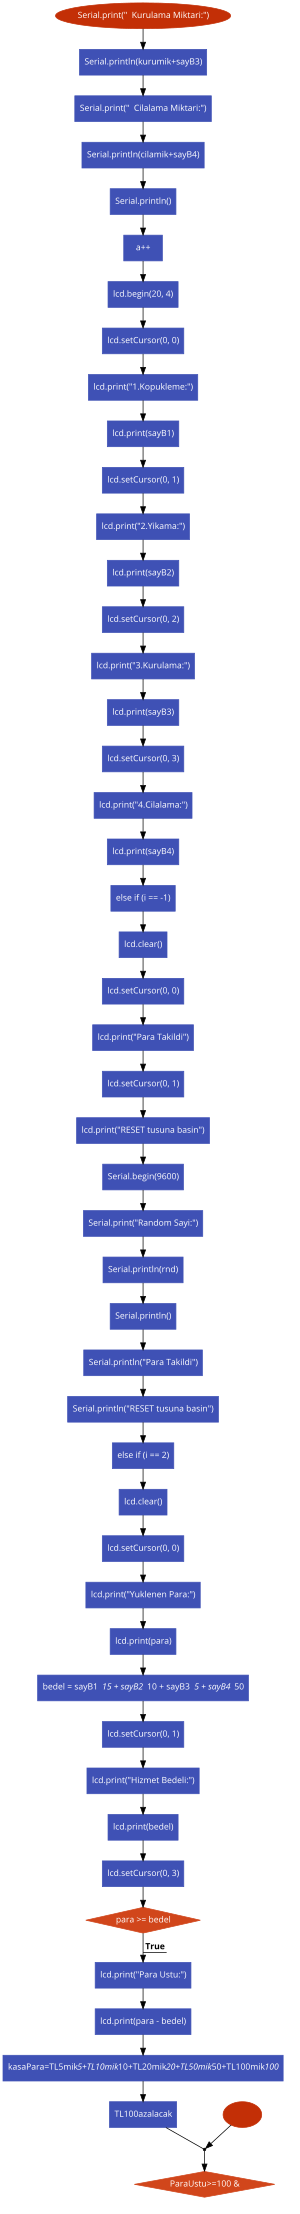 Serial.print("  Kurulama Miktari:")
Serial.println(kurumik+sayB3)
Serial.print("  Cilalama Miktari:")
Serial.println(cilamik+sayB4)
Serial.println()
a++
lcd.begin(20, 4)
lcd.setCursor(0, 0)
lcd.print("1.Kopukleme:")
lcd.print(sayB1)
lcd.setCursor(0, 1)
lcd.print("2.Yikama:")
lcd.print(sayB2)
lcd.setCursor(0, 2)
lcd.print("3.Kurulama:")
lcd.print(sayB3)
lcd.setCursor(0, 3)
lcd.print("4.Cilalama:")
lcd.print(sayB4)
else if (i == -1)
lcd.clear()
lcd.setCursor(0, 0)
lcd.print("Para Takildi")
lcd.setCursor(0, 1)
lcd.print("RESET tusuna basin")
Serial.begin(9600)
Serial.print("Random Sayi:")
Serial.println(rnd)
Serial.println()
Serial.println("Para Takildi")
Serial.println("RESET tusuna basin")
else if (i == 2)
lcd.clear()
lcd.setCursor(0, 0)
lcd.print("Yuklenen Para:")
lcd.print(para)
bedel = sayB1  15 + sayB2  10 + sayB3  5 + sayB4  50
lcd.setCursor(0, 1)
lcd.print("Hizmet Bedeli:")
lcd.print(bedel)
lcd.setCursor(0, 3)
para >= bedel
True
lcd.print("Para Ustu:")
lcd.print(para - bedel)
kasaPara=TL5mik5+TL10mik10+TL20mik20+TL50mik50+TL100mik100
TL100azalacak
ParaUstu>=100 &